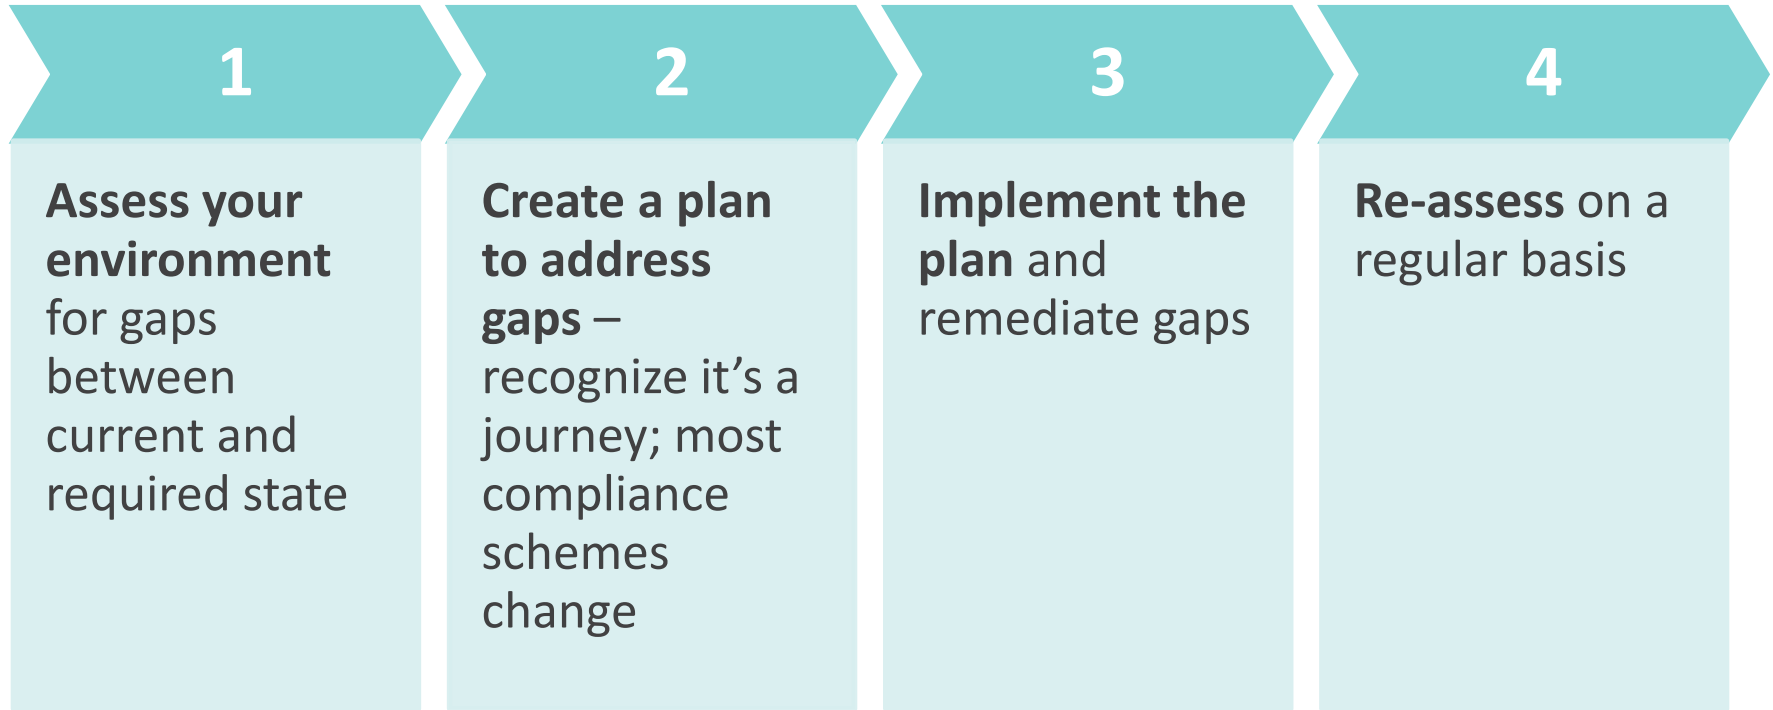 1
Assess your
environment
for gaps
between
current and
required state
2
Create a plan
to address
gaps –
recognize it’s a
journey; most
compliance
schemes
change
3
Implement the
plan and
remediate gaps
4
Re-assess on a
regular basis